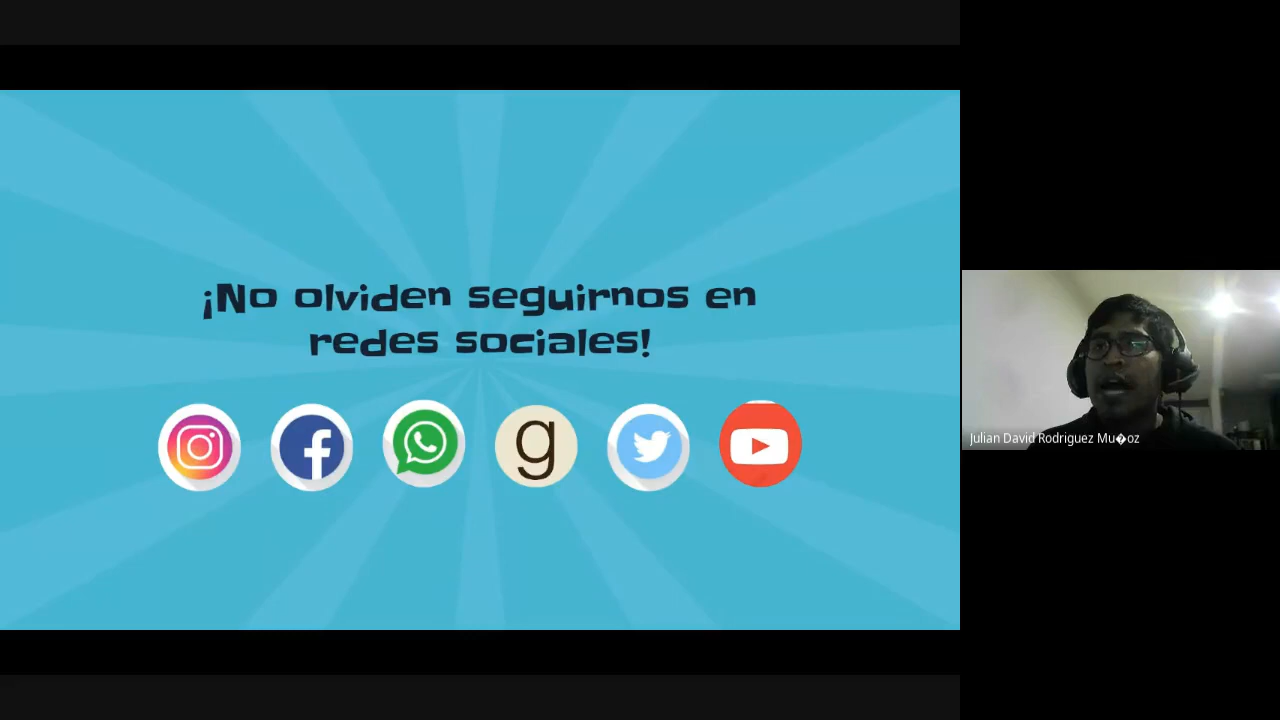 ¡No olviden seguirnos en
redes sociales!
g
Julian David Rodriguez Mu�oz